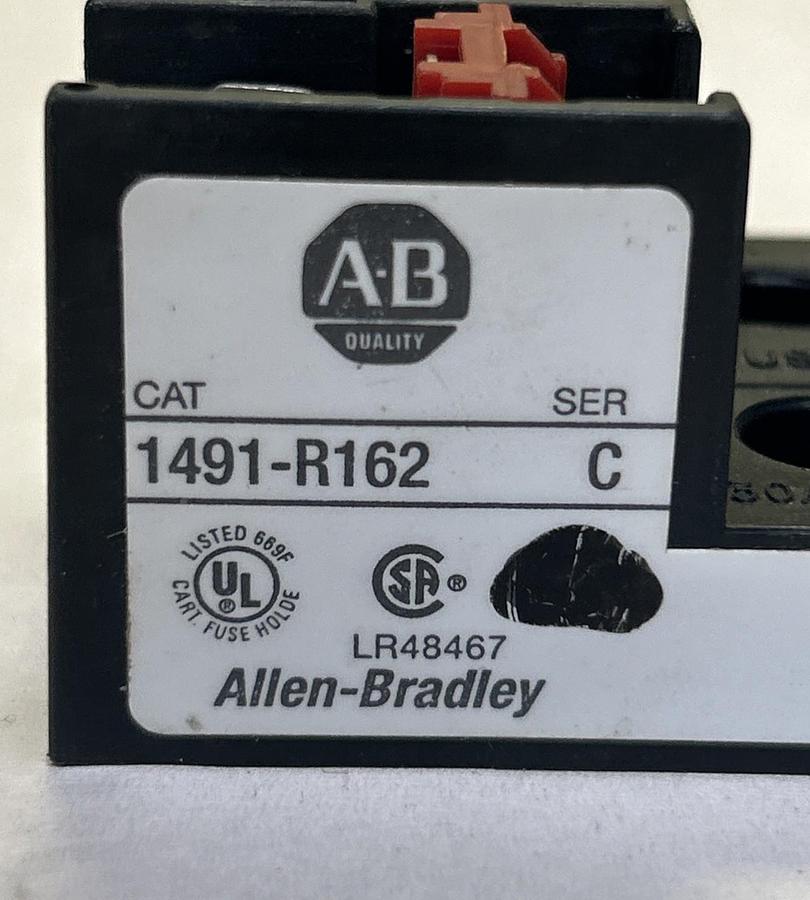 A-B
QUALITY
CAT SER
1491-R162 C
LISTED 669F
UL ®
CART. FUSE HOLDE
SA ®
LR48467
Allen-Bradley